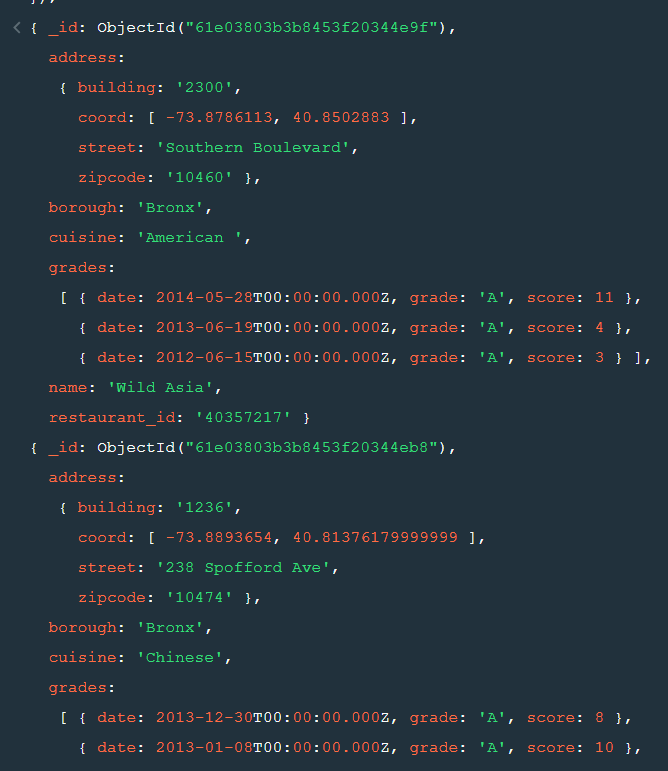 { _id: ObjectId("61e03803b3b8453f20344e9f"),
address:
{ building: '2300',
coord: [ -73.8786113, 40.8502883 ],
street: 'Southern Boulevard',
zipcode: '10460' },
borough: 'Bronx',
cuisine: 'American ',
grades:
[ { date: 2014-05-28T00:00:00.000Z, grade: 'A', score: 11 },
{ date: 2013-06-19T00:00:00.000Z, grade: 'A', score: 4 },
{ date: 2012-06-15T00:00:00.000Z, grade: 'A', score: 3 } ],
name: 'Wild Asia',
restaurant_id: '40357217' }
{ _id: ObjectId("61e03803b3b8453f20344eb8"),
address:
{ building: '1236',
coord: [ -73.8893654, 40.81376179999999 ],
street: '238 Spofford Ave',
zipcode: '10474' },
borough: 'Bronx',
cuisine: 'Chinese',
grades:
[ { date: 2013-12-30T00:00:00.000Z, grade: 'A', score: 8 },
{ date: 2013-01-08T00:00:00.000Z, grade: 'A', score: 10 },